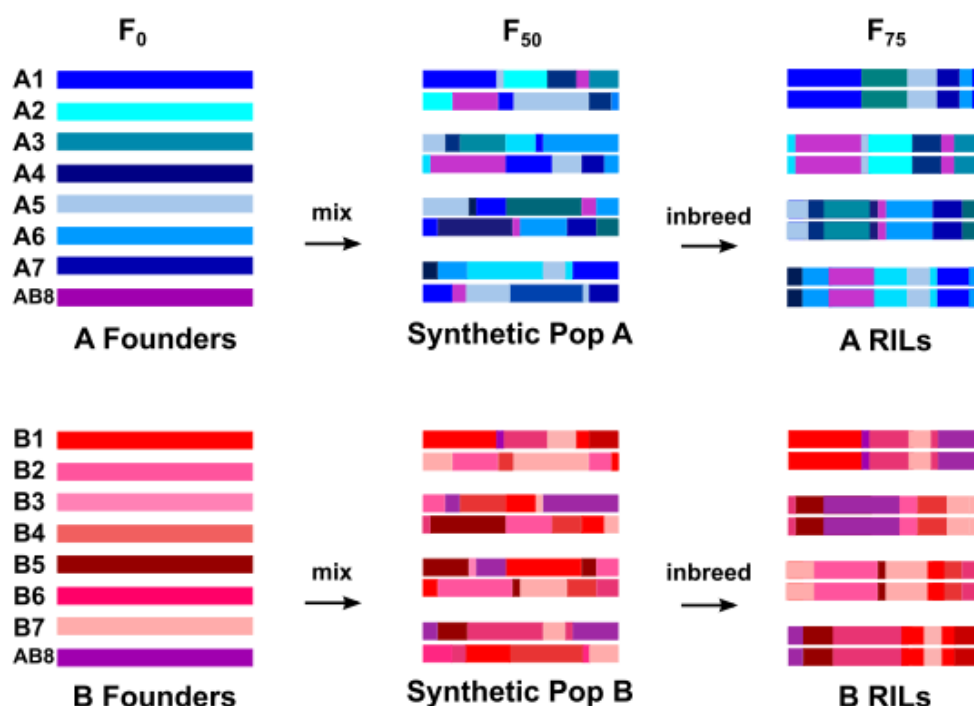 F0 F50 F75
A1
A2
A3
A4
A5
A6
A7
AB8
mix
inbreed
A Founders
Synthetic Pop A
A RILs
B1
B2
B3
B4
B5
B6
B7
AB8
mix
inbreed
B Founders
Synthetic Pop B
B RILs